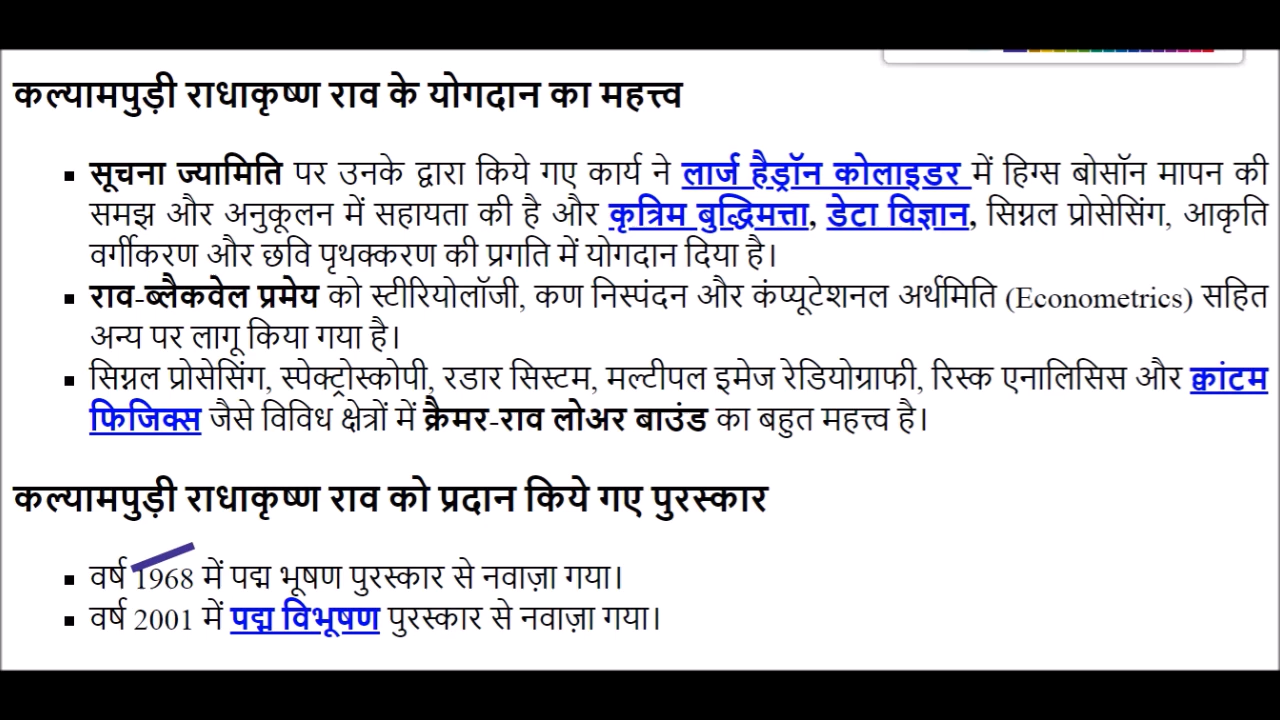 कल्यामपुड़ी राधाकृष्ण राव के योगदान का महत्त्व
▪ सूचना ज्यामिति पर उनके द्वारा किये गए कार्य ने लार्ज हैड्रॉन कोलाइडर में हिग्स बोसॉन मापन की
समझ और अनुकूलन में सहायता की है और कृत्रिम बुद्धिमत्ता, डेटा विज्ञान, सिग्नल प्रोसेसिंग, आकृति
वर्गीकरण और छवि पृथक्करण की प्रगति में योगदान दिया है।
▪ राव-ब्लैकवेल प्रमेय को स्टीरियोलॉजी, कण निस्पंदन और कंप्यूटेशनल अर्थमिति (Econometrics) सहित
अन्य पर लागू किया गया है।
▪ सिग्नल प्रोसेसिंग, स्पेक्ट्रोस्कोपी, रडार सिस्टम, मल्टीपल इमेज रेडियोग्राफी, रिस्क एनालिसिस और क्वांटम
फिजिक्स जैसे विविध क्षेत्रों में क्रैमर-राव लोअर बाउंड का बहुत महत्त्व है।
कल्यामपुड़ी राधाकृष्ण राव को प्रदान किये गए पुरस्कार
▪ वर्ष 1968 में पद्म भूषण पुरस्कार से नवाज़ा गया।
▪ वर्ष 2001 में पद्म विभूषण पुरस्कार से नवाज़ा गया।